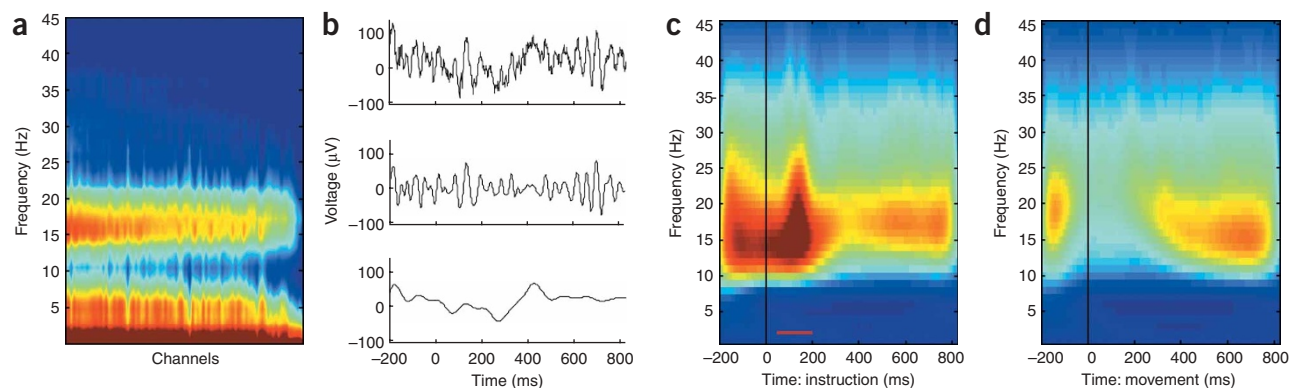 a
45
40
35
30
25
20
15
10
5
Frequency (Hz)
Channels
b
100
0
–100
100
0
–100
100
0
–100
Voltage (µV)
–200 0 200 400 600 800
Time (ms)
c
45
40
35
30
25
20
15
10
5
Frequency (Hz)
–200 0 200 400 600 800
Time: instruction (ms)
d
45
40
35
30
25
20
15
10
5
Frequency (Hz)
–200 0 200 400 600 800
Time: movement (ms)